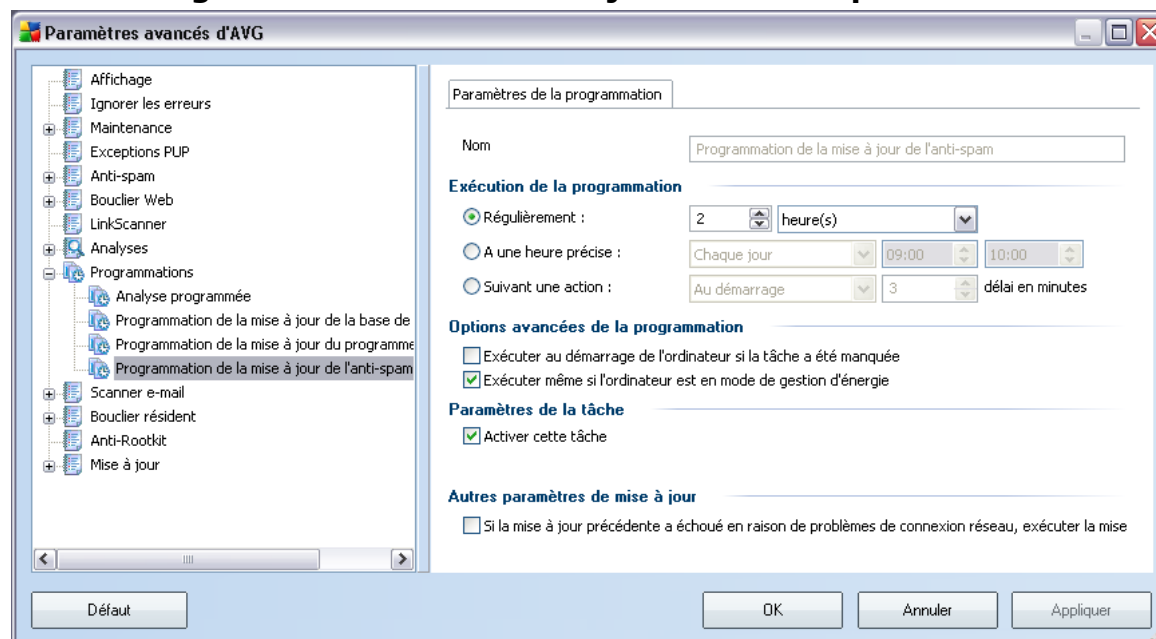 Paramètres avancés d'AVG
Affichage
Ignorer les erreurs
Maintenance
Exceptions PUP
Anti-spam
Bouclier Web
LinkScanner
Analyses
Programmations
Analyse programmée
Programmation de la mise à jour de la base de
Programmation de la mise à jour du programme
Programmation de la mise à jour de l'anti-spam
Scanner e-mail
Bouclier résident
Anti-Rootkit
Mise à jour
Paramètres de la programmation
Nom Programmation de la mise à jour de l'anti-spam
Exécution de la programmation
Régulièrement : 2 heure(s)
A une heure précise : Chaque jour 09:00 10:00
Suivant une action : Au démarrage 3 délai en minutes
Options avancées de la programmation
Exécuter au démarrage de l'ordinateur si la tâche a été manquée
Exécuter même si l'ordinateur est en mode de gestion d'énergie
Paramètres de la tâche
Activer cette tâche
Autres paramètres de mise à jour
Si la mise à jour précédente a échoué en raison de problèmes de connexion réseau, exécuter la mise
Défaut OK Annuler Appliquer